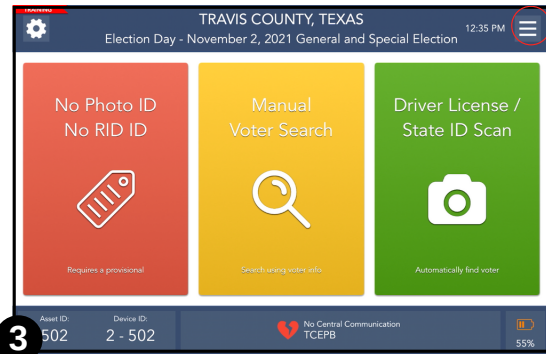 TRAINING
TRAVIS COUNTY, TEXAS
Election Day - November 2, 2021 General and Special Election
12:35 PM
No Photo ID
No RID ID
Requires a provisional
Manual
Voter Search
Search using voter info
Driver License /
State ID Scan
Automatically find voter
Asset ID:
502
Device ID:
2 - 502
No Central Communication
TCEPB
55%
3